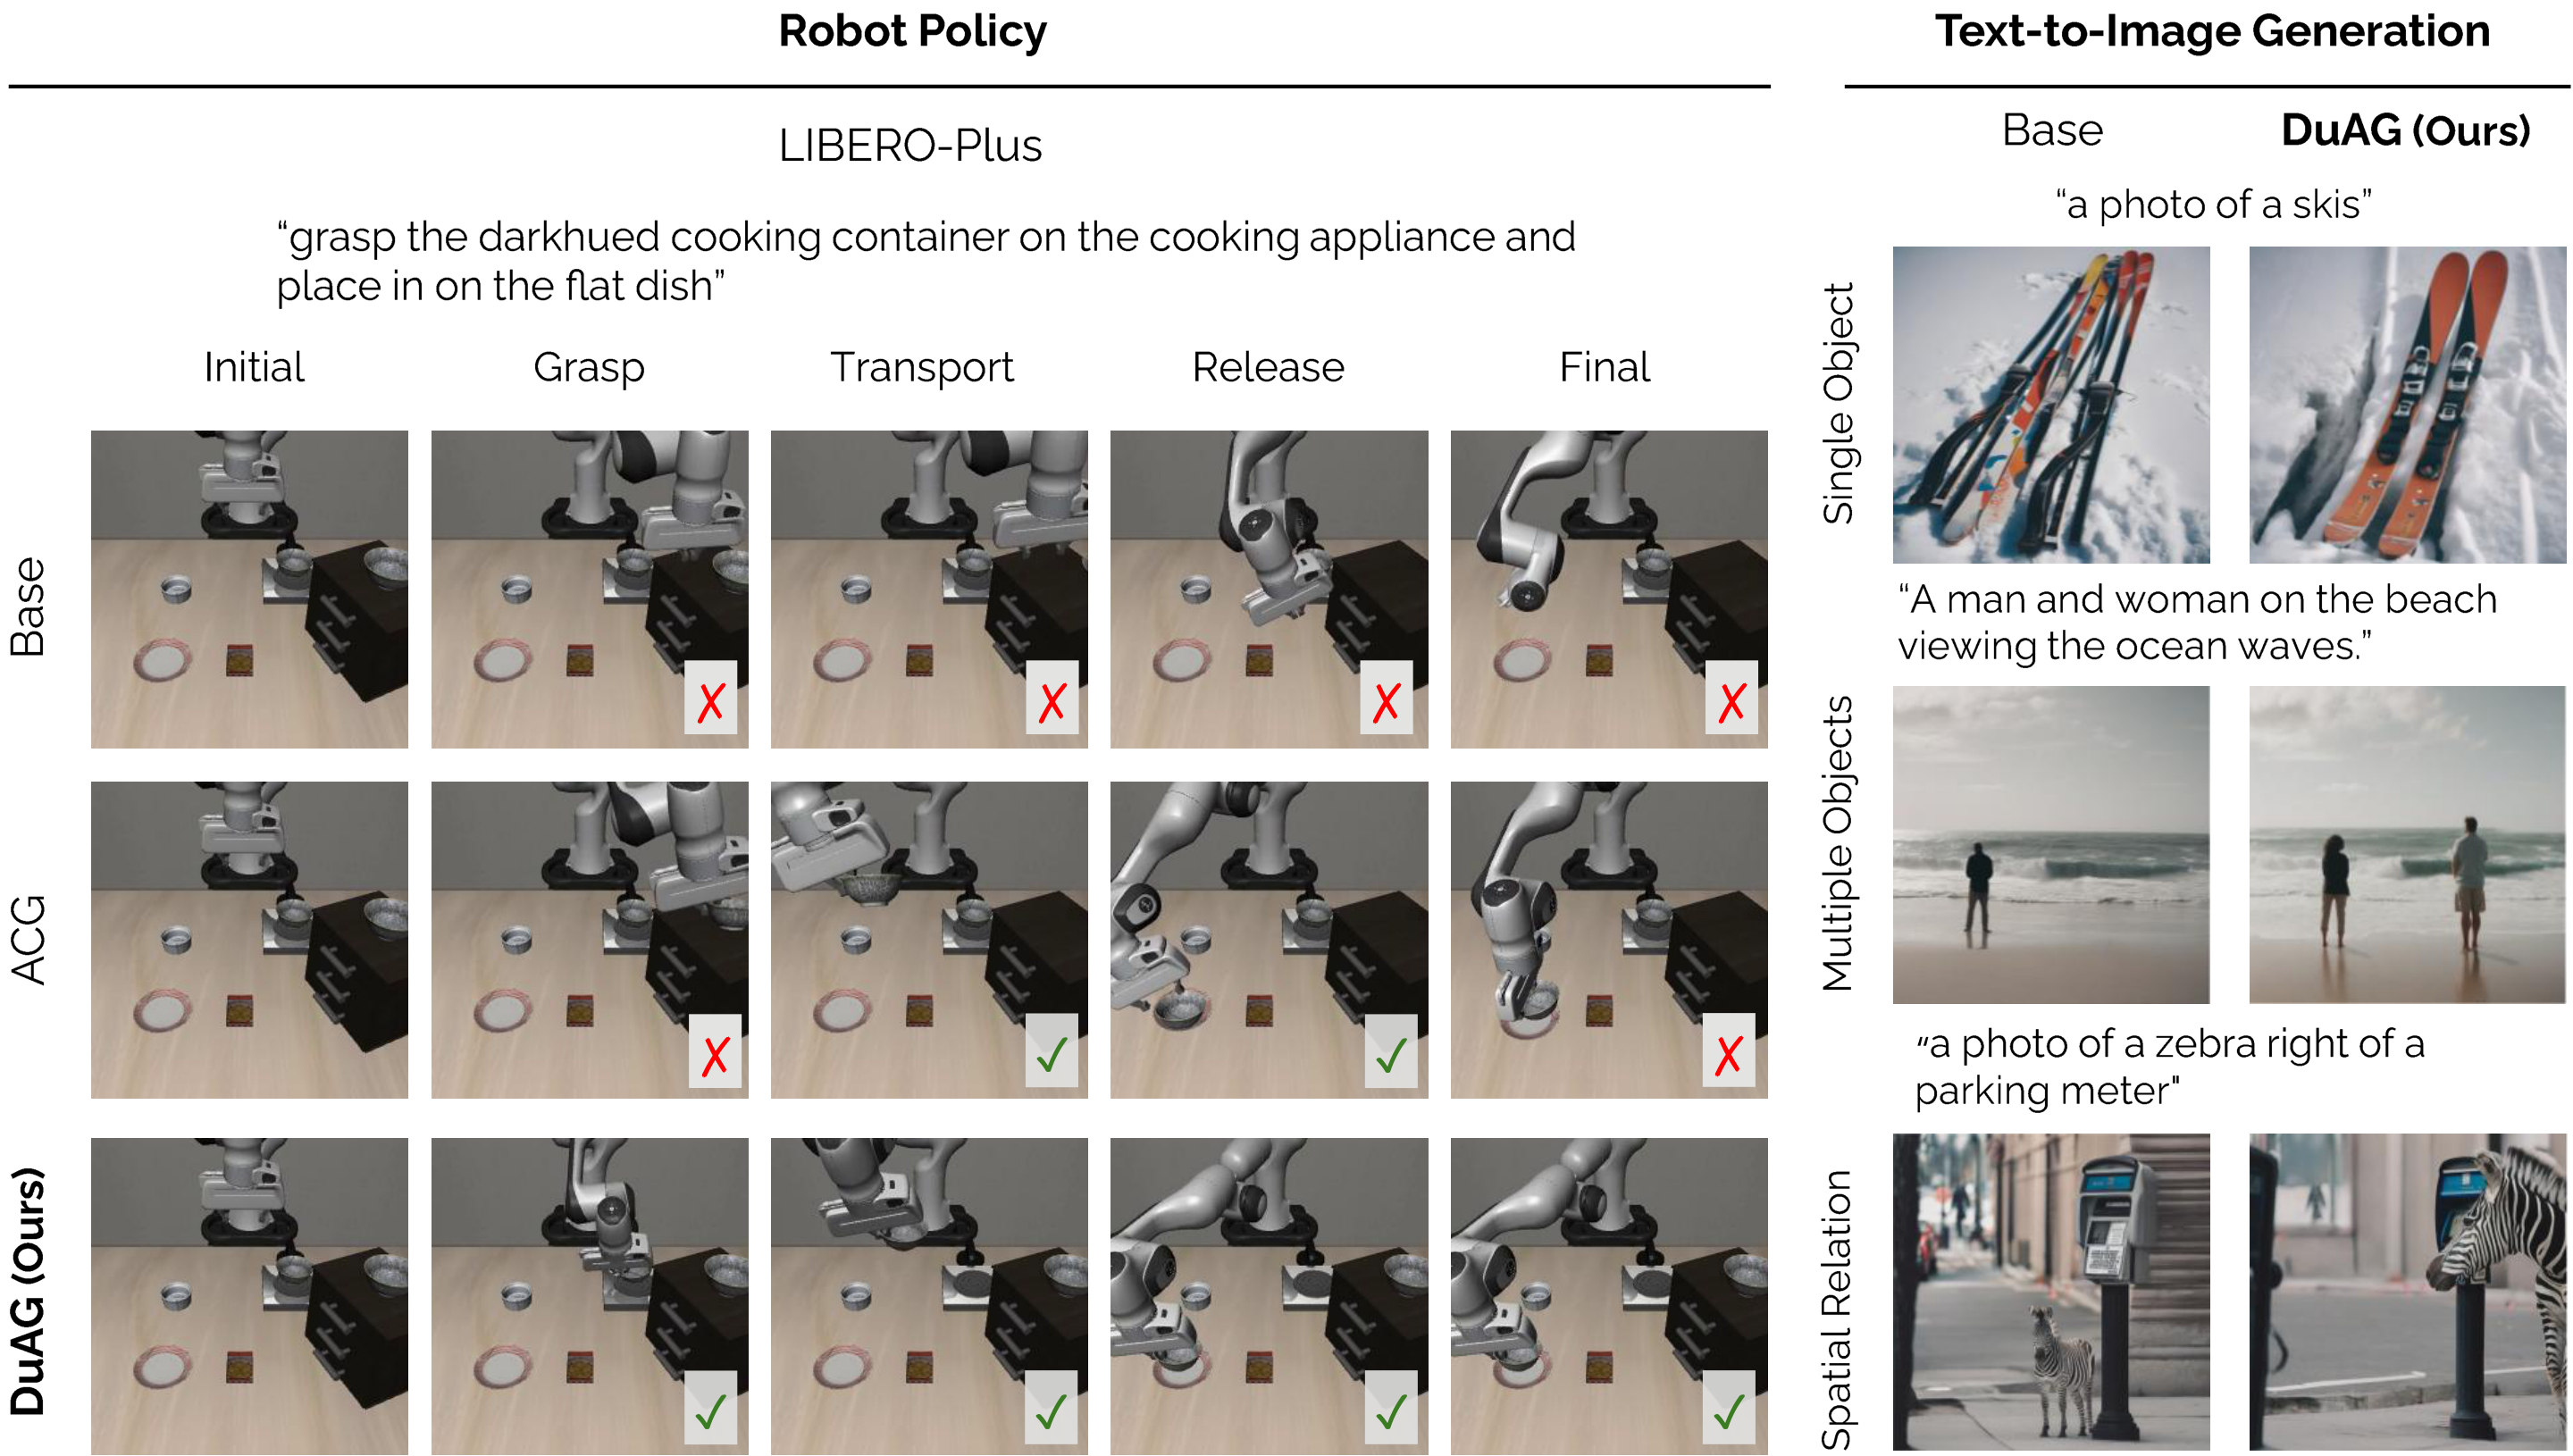 Robot Policy
LIBERO-Plus
“grasp the darkhued cooking container on the cooking appliance and
place in on the flat dish”
Initial
Grasp
Transport
Release
Final
Base
✗
✗
✗
✗
ACG
✗
✓
✓
✗
DuAG (Ours)
✓
✓
✓
✓
Text-to-Image Generation
Base
DuAG (Ours)
“a photo of a skis”
Single Object
“A man and woman on the beach
viewing the ocean waves.”
Multiple Objects
"a photo of a zebra right of a
parking meter"
Spatial Relation